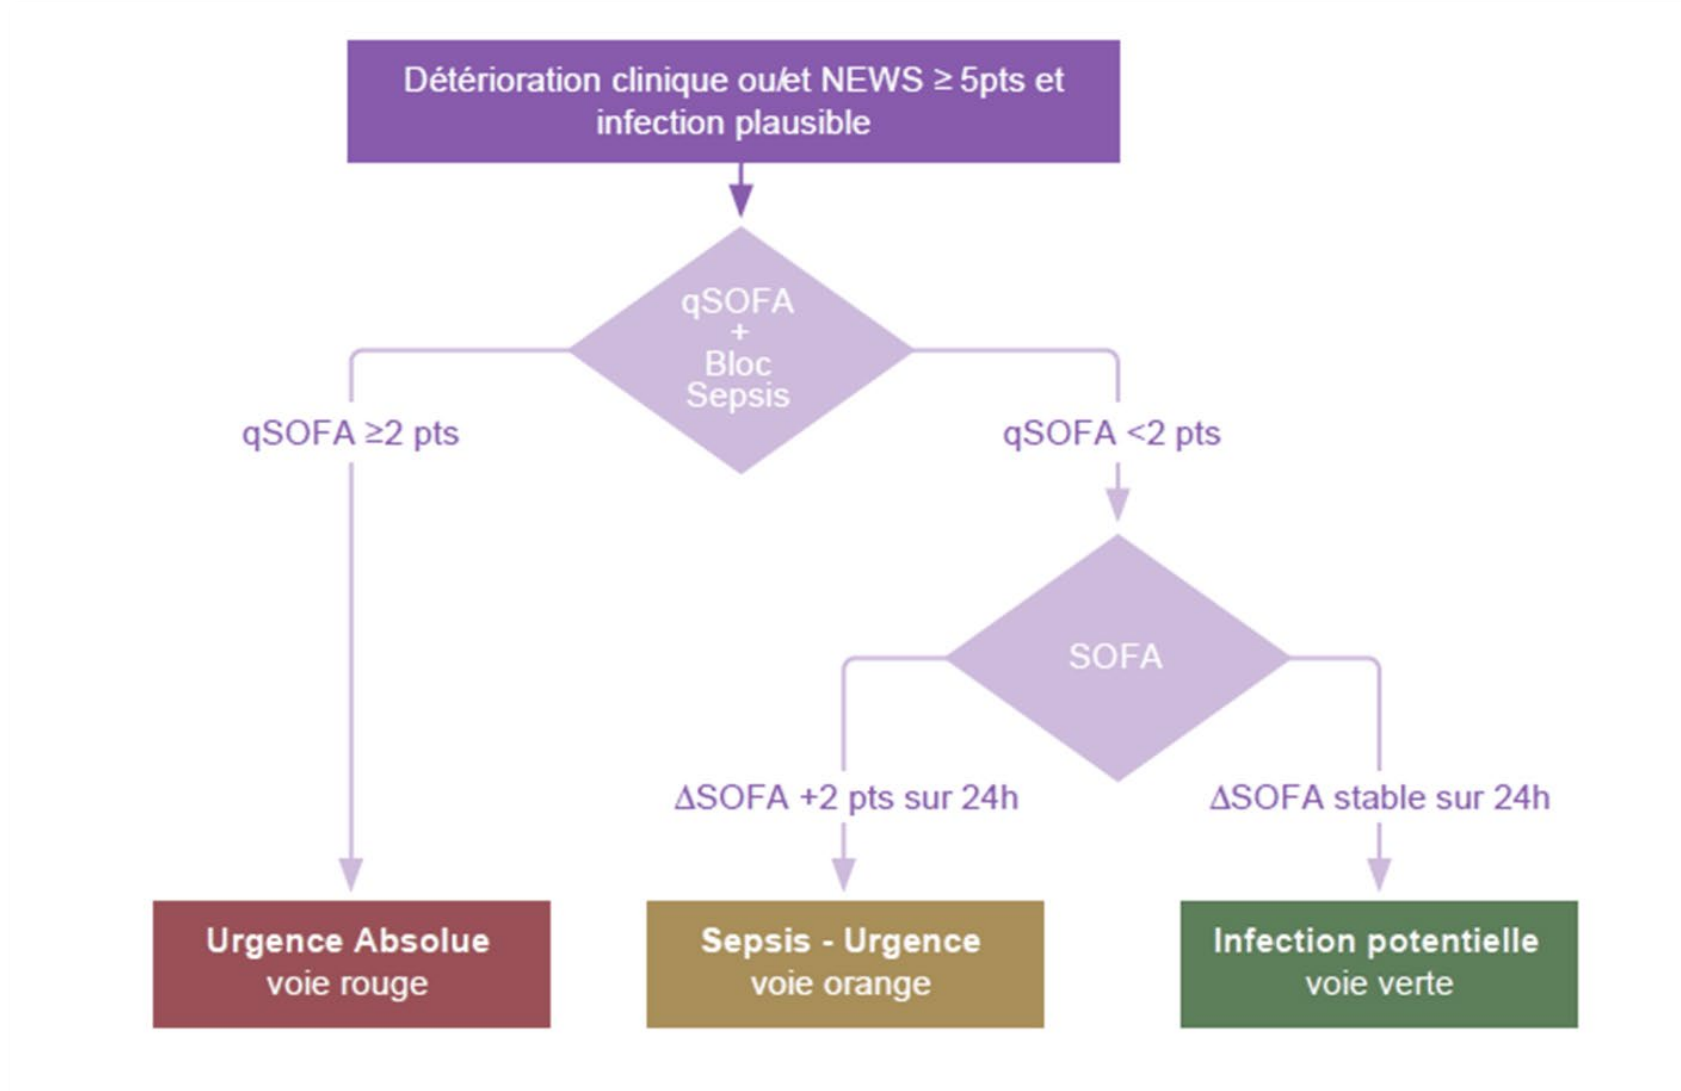 Détérioration clinique ou/et NEWS ≥ 5pts et
infection plausible
qSOFA
+
Bloc
Sepsis
qSOFA ≥2 pts
qSOFA <2 pts
SOFA
ΔSOFA +2 pts sur 24h
ΔSOFA stable sur 24h
Urgence Absolue
voie rouge
Sepsis - Urgence
voie orange
Infection potentielle
voie verte